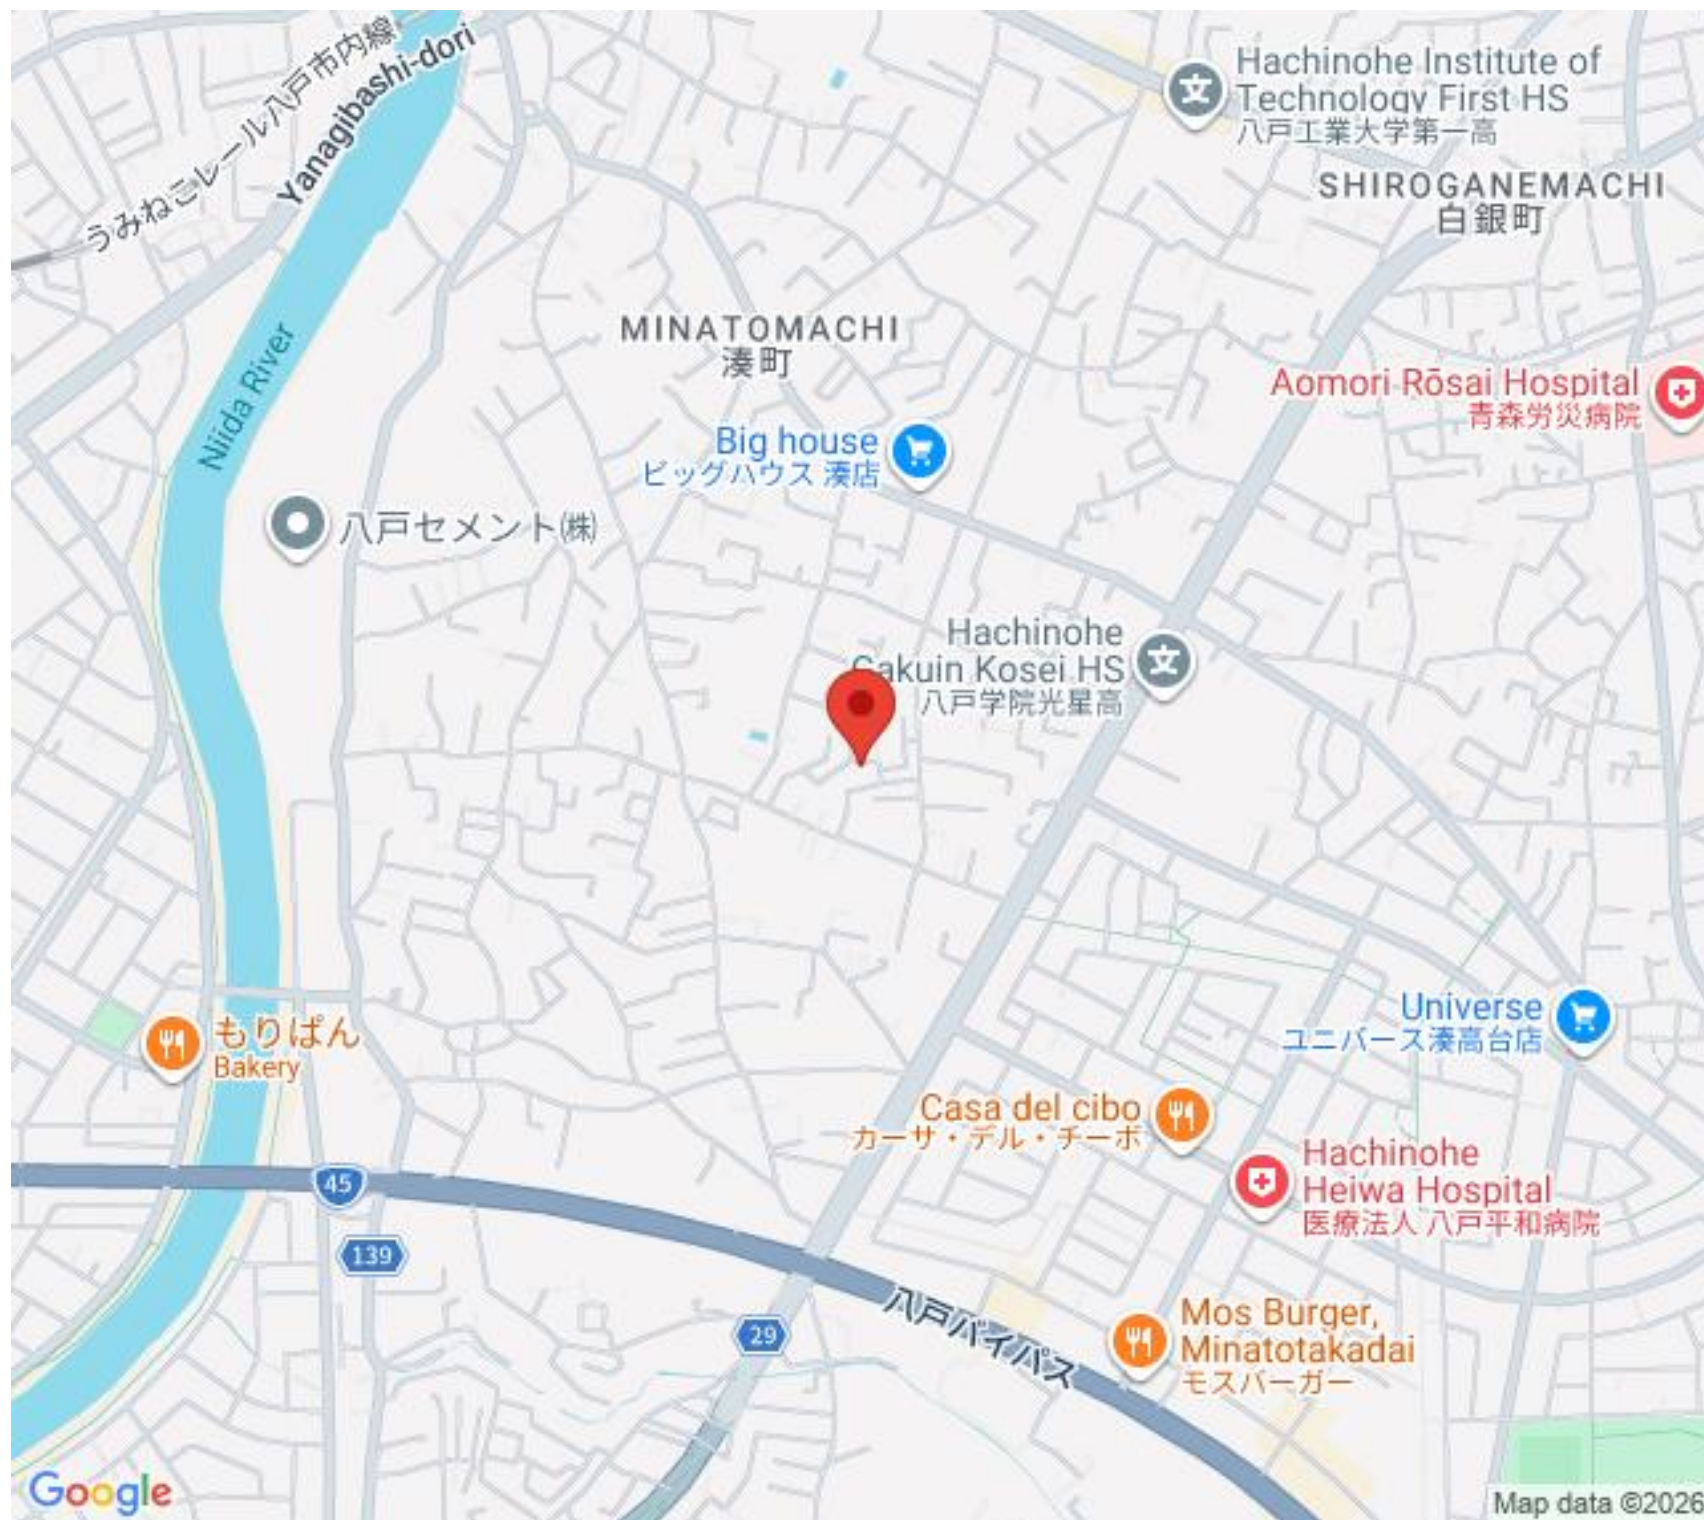 うみねこレール八戸市内線
Yanagibashi-dori
Hachinohe Institute of
Technology First HS
八戸工業大学第一高
SHIROGANEMACHI
白銀町
Niida River
MINATOMACHI
湊町
Aomori Rōsai Hospital
青森労災病院
Big house
ビッグハウス 湊店
八戸セメント㈱
Hachinohe
Gakuin Kosei HS
八戸学院光星高
Universe
ユニバース湊高台店
もりぱん
Bakery
Casa del cibo
カーサ・デル・チーボ
Hachinohe
Heiwa Hospital
医療法人 八戸平和病院
45
139
29
八戸バイパス
Mos Burger,
Minatotakadai
モスバーガー
Google
Map data ©2026